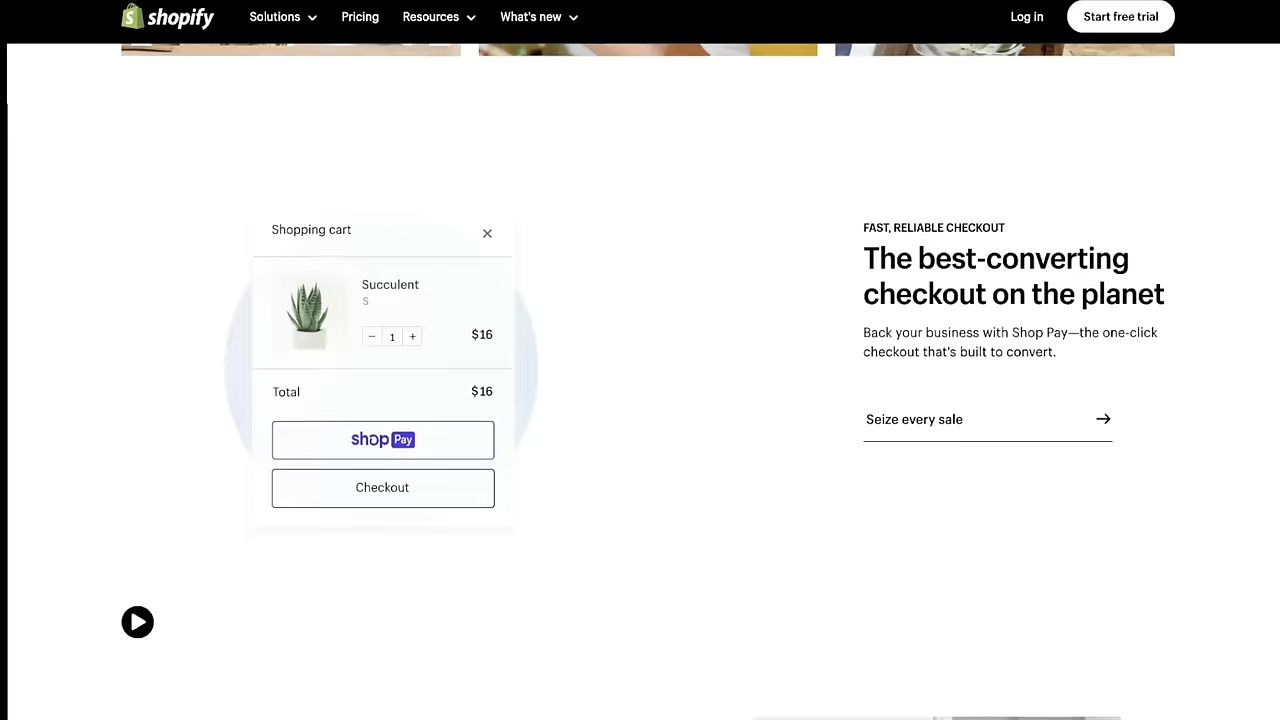 shopify
Solutions
Pricing
Resources
What's new
Log in
Start free trial
Shopping cart
Succulent
S
1
$16
Total
$16
shop Pay
Checkout
FAST, RELIABLE CHECKOUT
The best-converting
checkout on the planet
Back your business with Shop Pay—the one-click
checkout that's built to convert.
Seize every sale